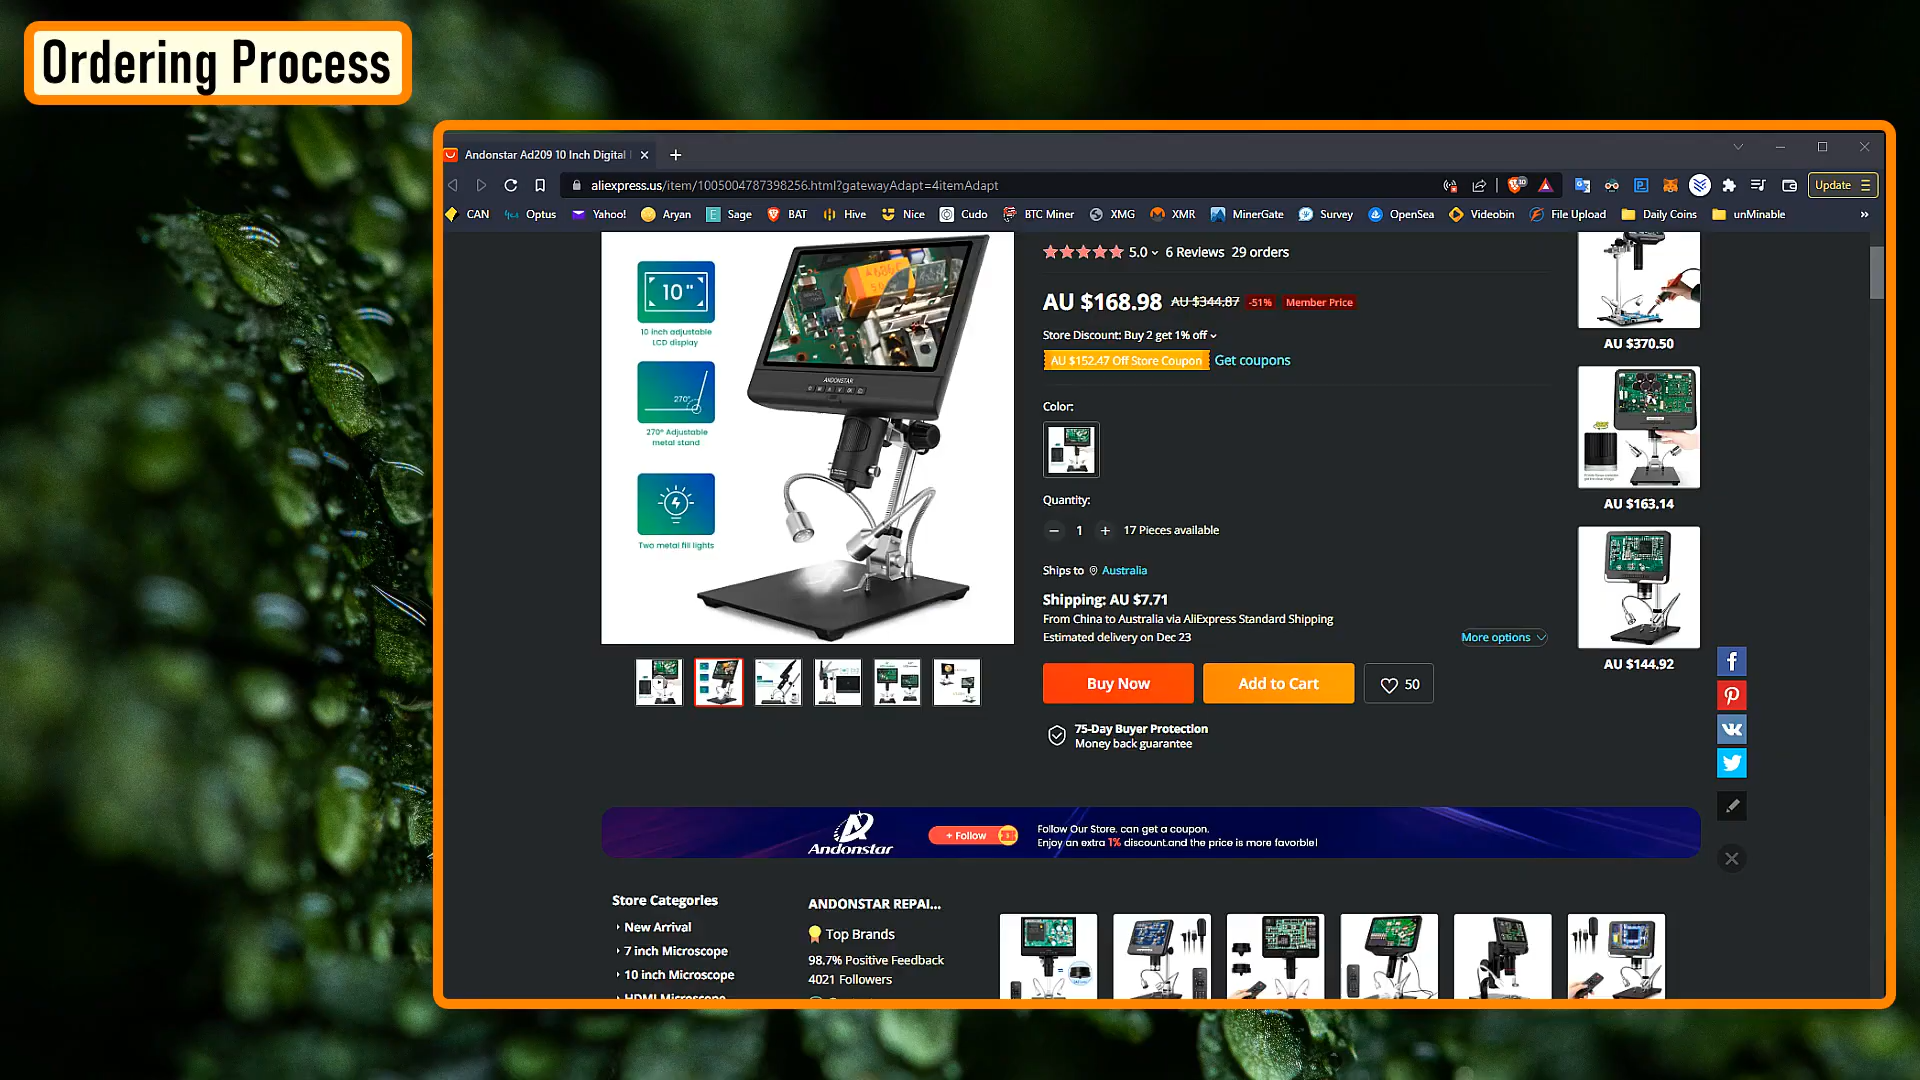 Ordering Process
Andonstar Ad209 10 Inch Digital
aliexpress.us/item/1005004787398256.html?gatewayAdapt=4itemAdapt
Update
CAN Optus Yahoo! Aryan Sage BAT Hive Nice Cudo BTC Miner XMG XMR MinerGate Survey OpenSea Videobin File Upload Daily Coins unMinable »
10"
10 inch adjustable
LCD display
270°
270° Adjustable
metal stand
Two metal fill lights
ANDONSTAR
5.0 6 Reviews 29 orders
AU $168.98 AU $344.87 -51% Member Price
Store Discount: Buy 2 get 1% off
AU $152.47 Off Store Coupon Get coupons
Color:
Quantity:
1 17 Pieces available
Ships to Australia
Shipping: AU $7.71
From China to Australia via AliExpress Standard Shipping
Estimated delivery on Dec 23
More options
Buy Now
Add to Cart
50
75-Day Buyer Protection
Money back guarantee
AU $370.50
AU $163.14
AU $144.92
Andonstar
+ Follow
Follow Our Store. can get a coupon.
Enjoy an extra 1% discount.and the price is more favorble!
Store Categories
New Arrival
7 inch Microscope
10 inch Microscope
HDMI Microscope
ANDONSTAR REPAI...
Top Brands
98.7% Positive Feedback
4021 Followers